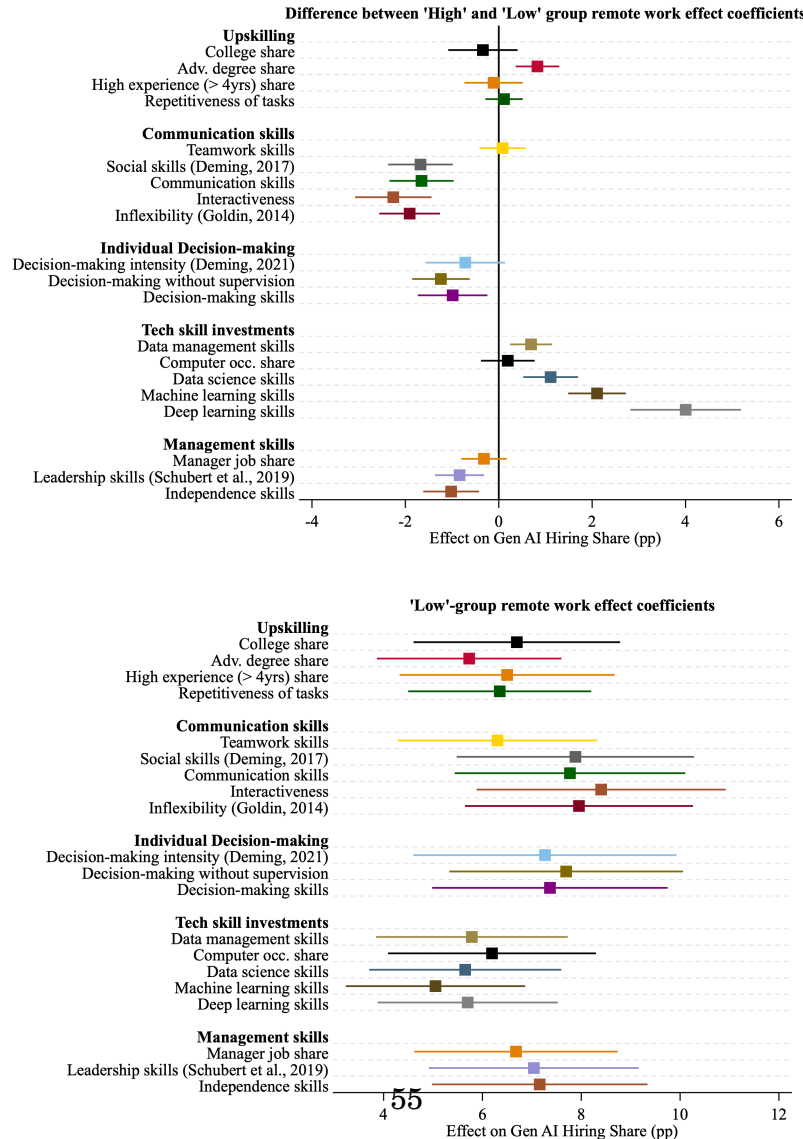 Difference between 'High' and 'Low' group remote work effect coefficients
Upskilling
College share
Adv. degree share
High experience (> 4yrs) share
Repetitiveness of tasks
Communication skills
Teamwork skills
Social skills (Deming, 2017)
Communication skills
Interactiveness
Inflexibility (Goldin, 2014)
Individual Decision-making
Decision-making intensity (Deming, 2021)
Decision-making without supervision
Decision-making skills
Tech skill investments
Data management skills
Computer occ. share
Data science skills
Machine learning skills
Deep learning skills
Management skills
Manager job share
Leadership skills (Schubert et al., 2019)
Independence skills
-4 -2 0 2 4 6
Effect on Gen AI Hiring Share (pp)
'Low'-group remote work effect coefficients
Upskilling
College share
Adv. degree share
High experience (> 4yrs) share
Repetitiveness of tasks
Communication skills
Teamwork skills
Social skills (Deming, 2017)
Communication skills
Interactiveness
Inflexibility (Goldin, 2014)
Individual Decision-making
Decision-making intensity (Deming, 2021)
Decision-making without supervision
Decision-making skills
Tech skill investments
Data management skills
Computer occ. share
Data science skills
Machine learning skills
Deep learning skills
Management skills
Manager job share
Leadership skills (Schubert et al., 2019)
Independence skills
4 55 6 8 10 12
Effect on Gen AI Hiring Share (pp)